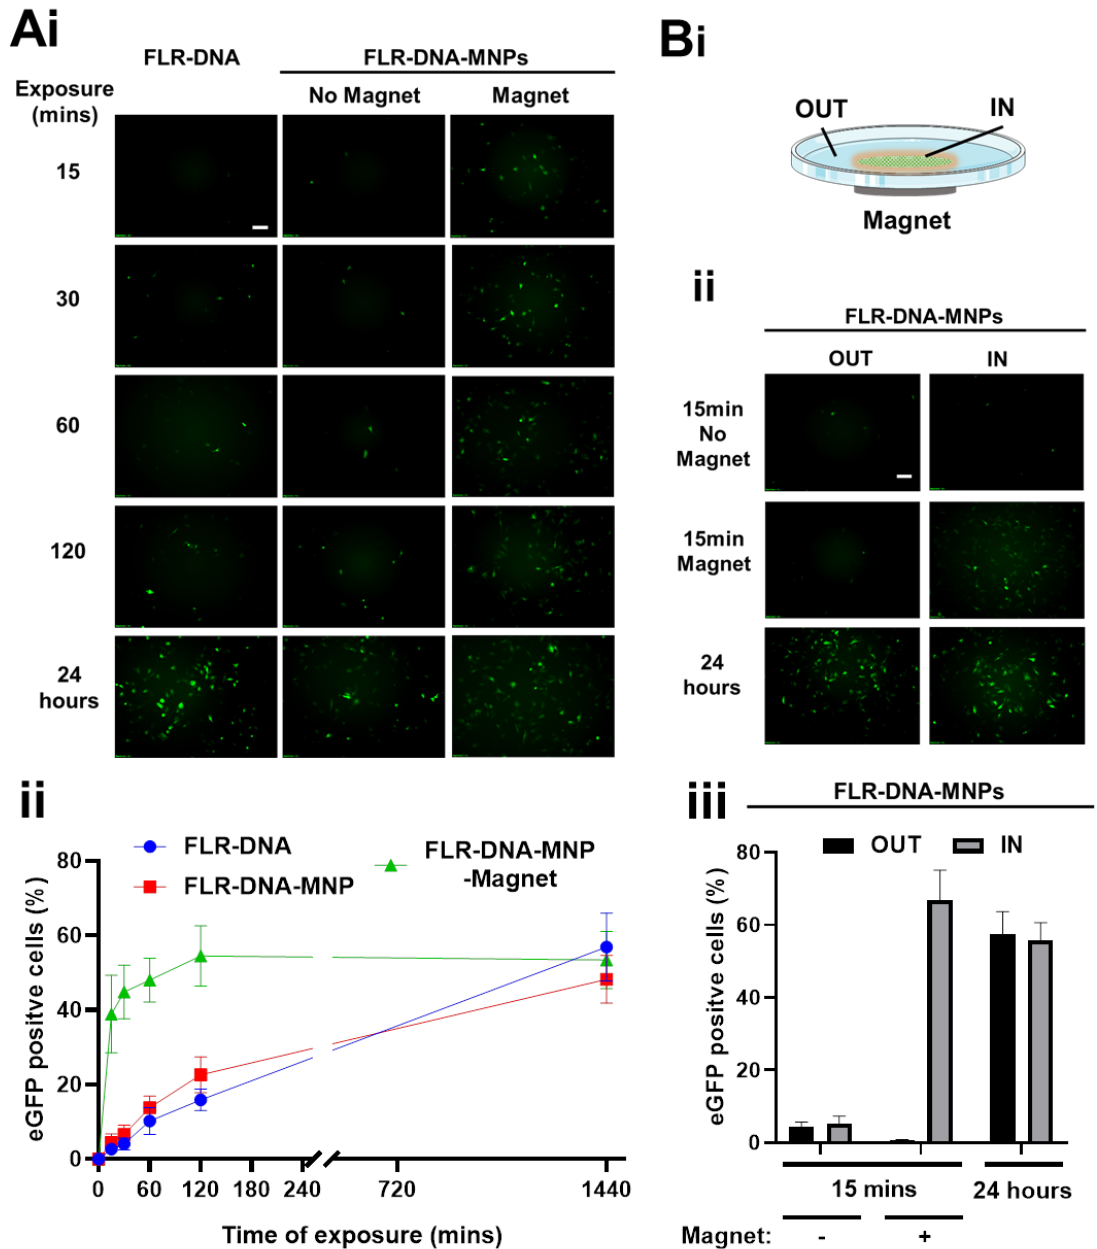 Ai
FLR-DNA
FLR-DNA-MNPs
Exposure
(mins)
No Magnet
Magnet
15
30
60
120
24
hours
ii
FLR-DNA
FLR-DNA-MNP
FLR-DNA-MNP
-Magnet
eGFP positve cells (%)
80
60
40
20
0
0
60
120
180
240
720
1440
Time of exposure (mins)
Bi
OUT
IN
Magnet
ii
FLR-DNA-MNPs
OUT
IN
15min
No
Magnet
15min
Magnet
24
hours
iii
FLR-DNA-MNPs
OUT
IN
eGFP positve cells (%)
80
60
40
20
0
15 mins
24 hours
Magnet:
-
+